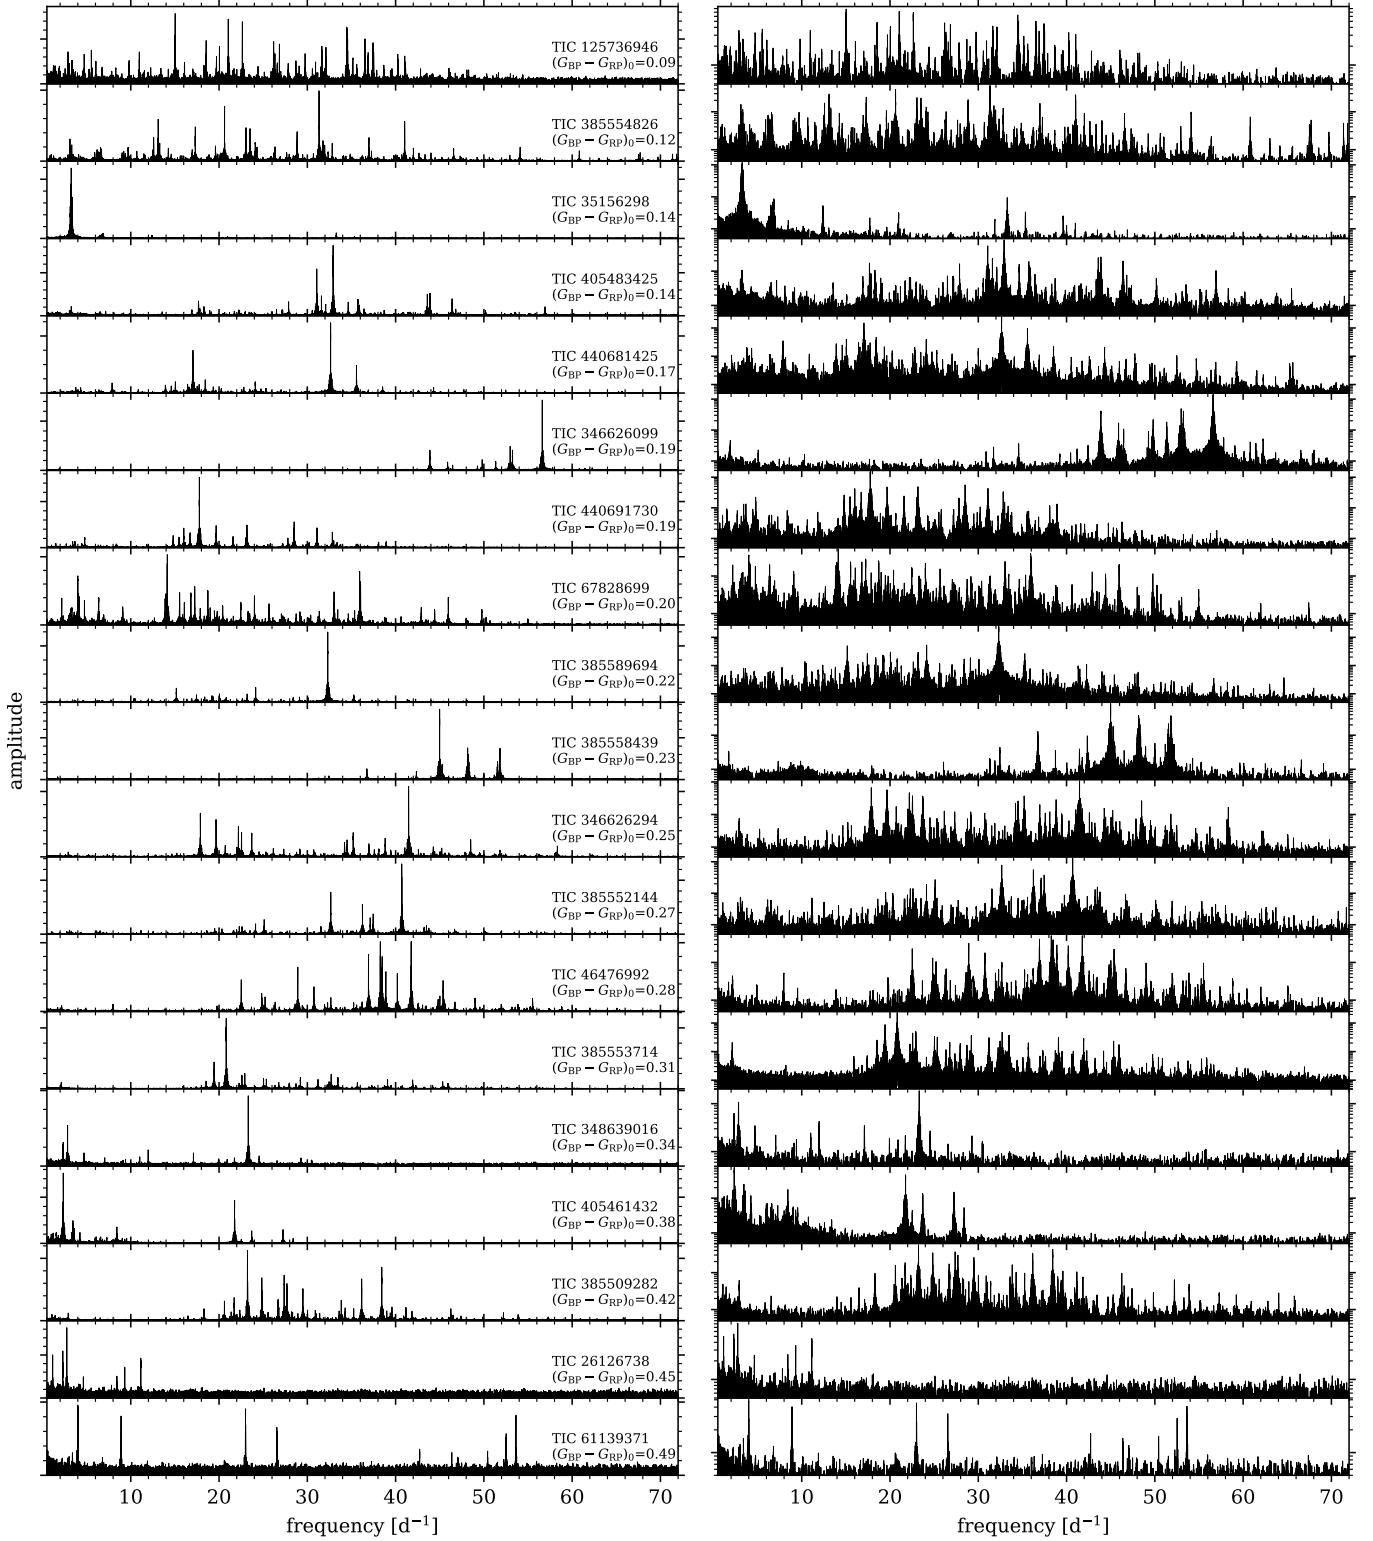 TIC 125736946
(G_BP − G_RP)_0=0.09
TIC 385554826
(G_BP − G_RP)_0=0.12
TIC 35156298
(G_BP − G_RP)_0=0.14
TIC 405483425
(G_BP − G_RP)_0=0.14
TIC 440681425
(G_BP − G_RP)_0=0.17
TIC 346626099
(G_BP − G_RP)_0=0.19
TIC 440691730
(G_BP − G_RP)_0=0.19
TIC 67828699
(G_BP − G_RP)_0=0.20
TIC 385589694
(G_BP − G_RP)_0=0.22
TIC 385558439
(G_BP − G_RP)_0=0.23
TIC 346626294
(G_BP − G_RP)_0=0.25
TIC 385552144
(G_BP − G_RP)_0=0.27
TIC 46476992
(G_BP − G_RP)_0=0.28
TIC 385553714
(G_BP − G_RP)_0=0.31
TIC 348639016
(G_BP − G_RP)_0=0.34
TIC 405461432
(G_BP − G_RP)_0=0.38
TIC 385509282
(G_BP − G_RP)_0=0.42
TIC 26126738
(G_BP − G_RP)_0=0.45
TIC 61139371
(G_BP − G_RP)_0=0.49
amplitude
10 20 30 40 50 60 70
frequency [d⁻¹]
10 20 30 40 50 60 70
frequency [d⁻¹]